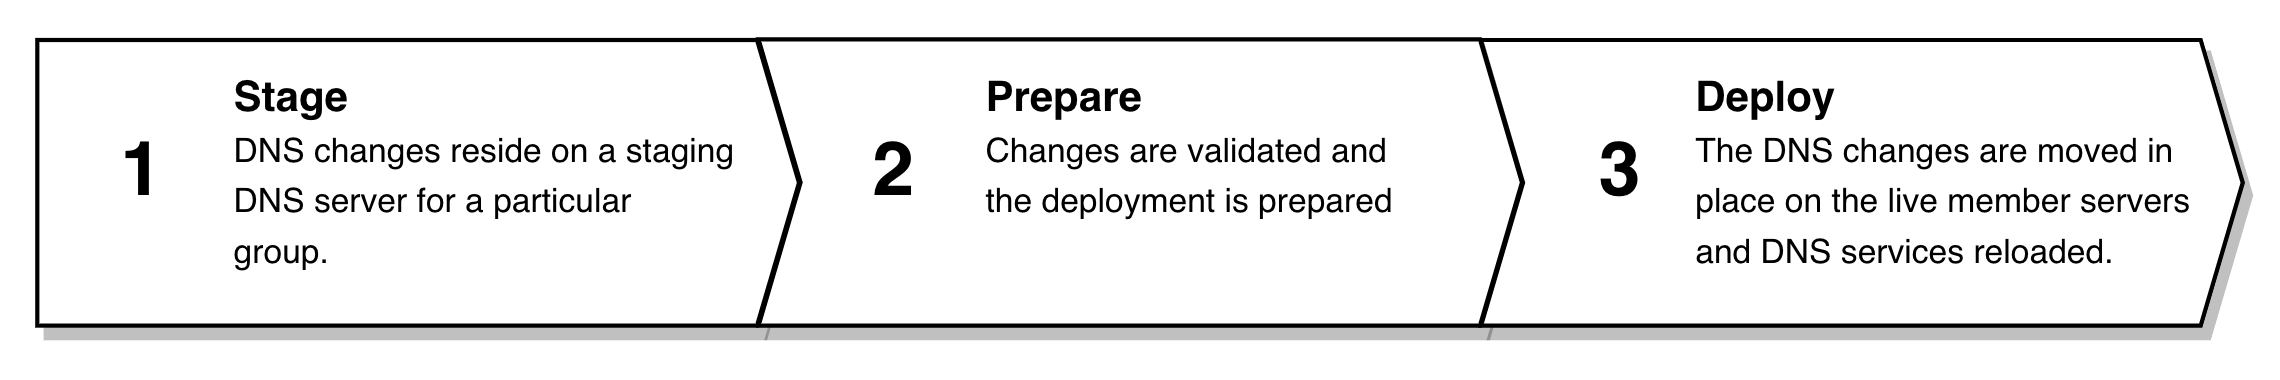 1
Stage
DNS changes reside on a staging
DNS server for a particular
group.
2
Prepare
Changes are validated and
the deployment is prepared
3
Deploy
The DNS changes are moved in
place on the live member servers
and DNS services reloaded.